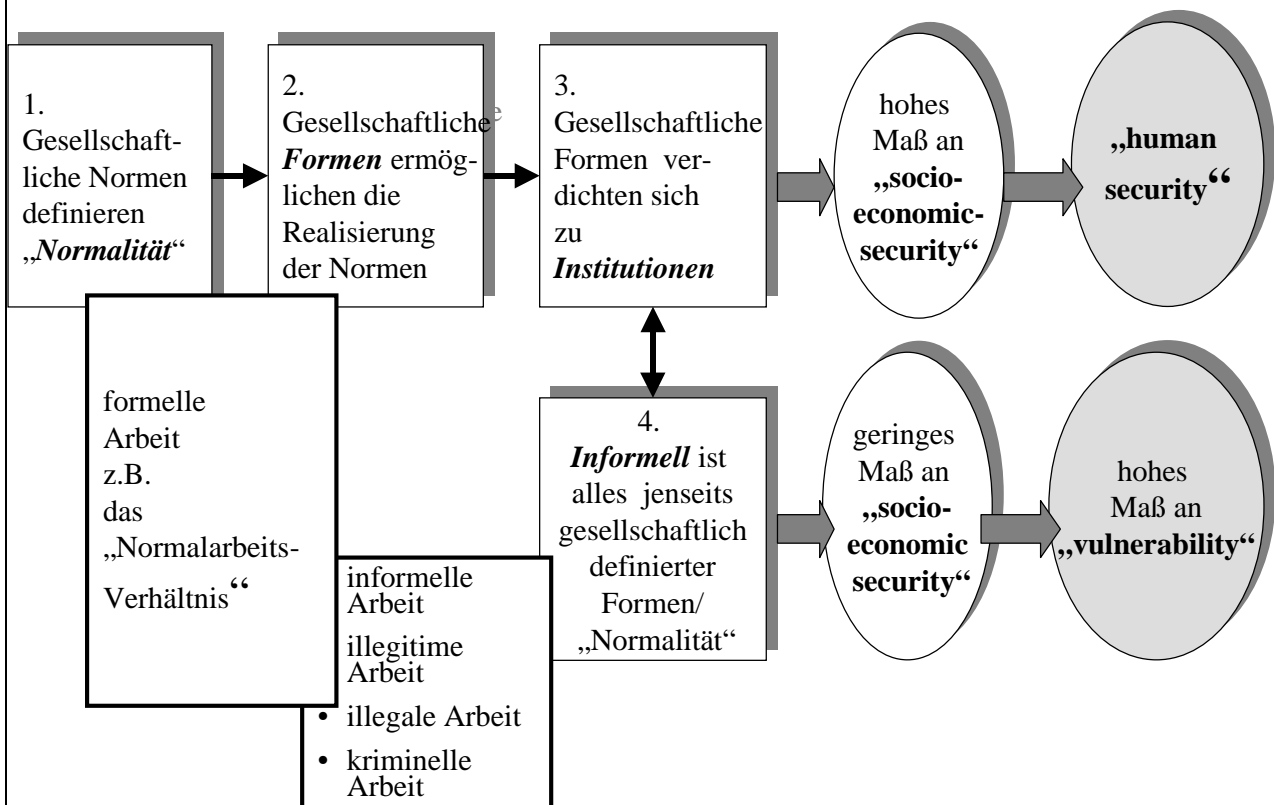 1.
Gesellschaft-
liche Normen
definieren
„Normalität“
2.
Gesellschaftliche
Formen ermög-
lichen die
Realisierung
der Normen
3.
Gesellschaftliche
Formen ver-
dichten sich
zu
Institutionen
hohes
Maß an
„socio-
economic-
security“
„human
security“
formelle
Arbeit
z.B.
das
„Normalarbeits-
Verhältnis“
4.
Informell ist
alles jenseits
gesellschaftlich
definierter
Formen/
„Normalität“
geringes
Maß an
„socio-
economic
security“
hohes
Maß an
„vulnerability“
informelle
Arbeit
illegitime
Arbeit
• illegale Arbeit
• kriminelle
Arbeit